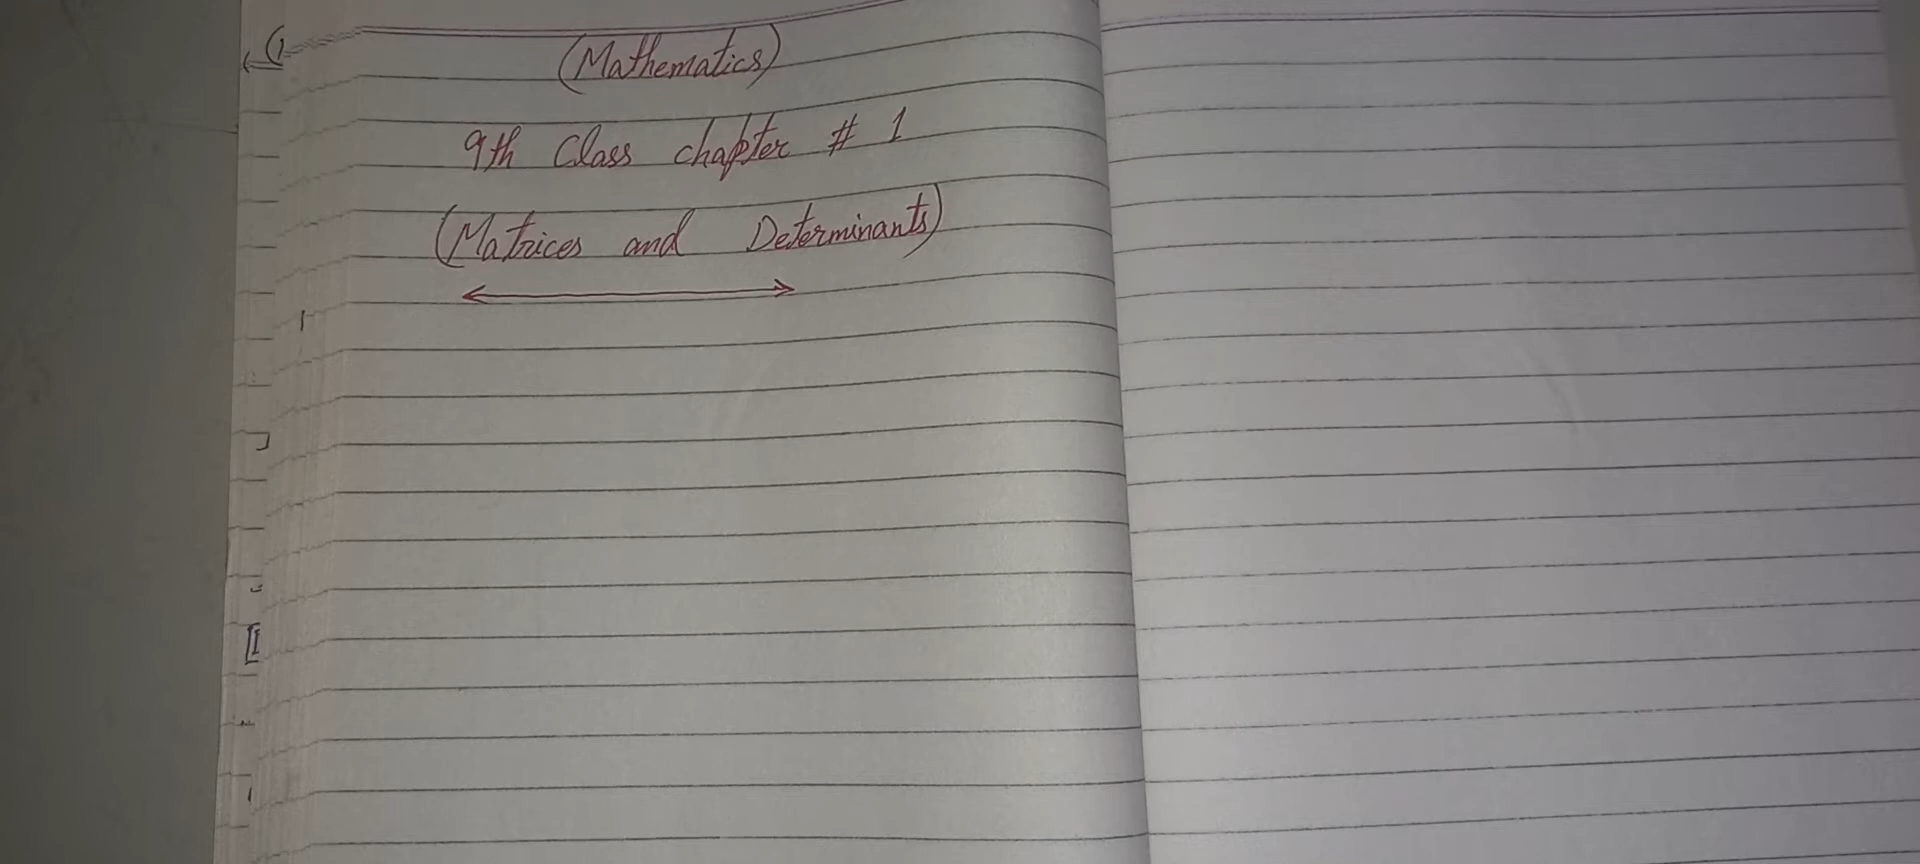 (Mathematics)
9th Class chapter # 1
(Matrices and Determinants)